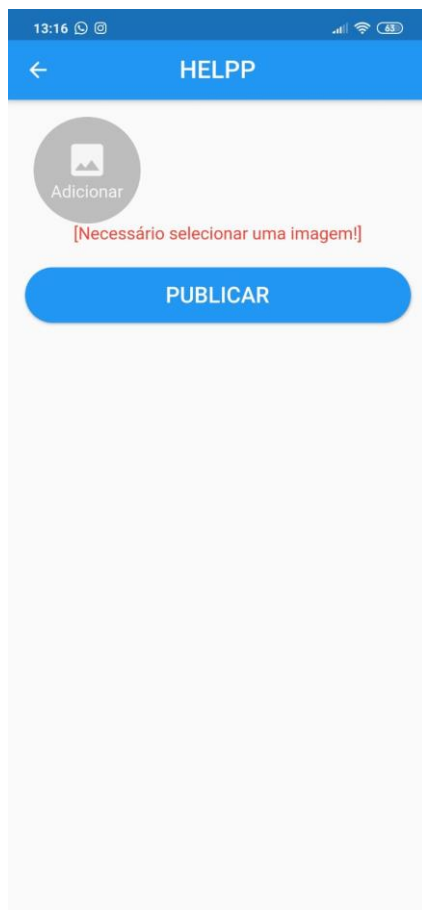 13:16
63
HELPP
Adicionar
[Necessário selecionar uma imagem!]
PUBLICAR